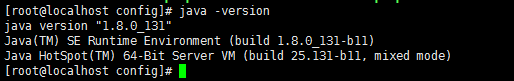 [root@localhost config]# java -version
java version "1.8.0_131"
Java(TM) SE Runtime Environment (build 1.8.0_131-b11)
Java HotSpot(TM) 64-Bit Server VM (build 25.131-b11, mixed mode)
[root@localhost config]#